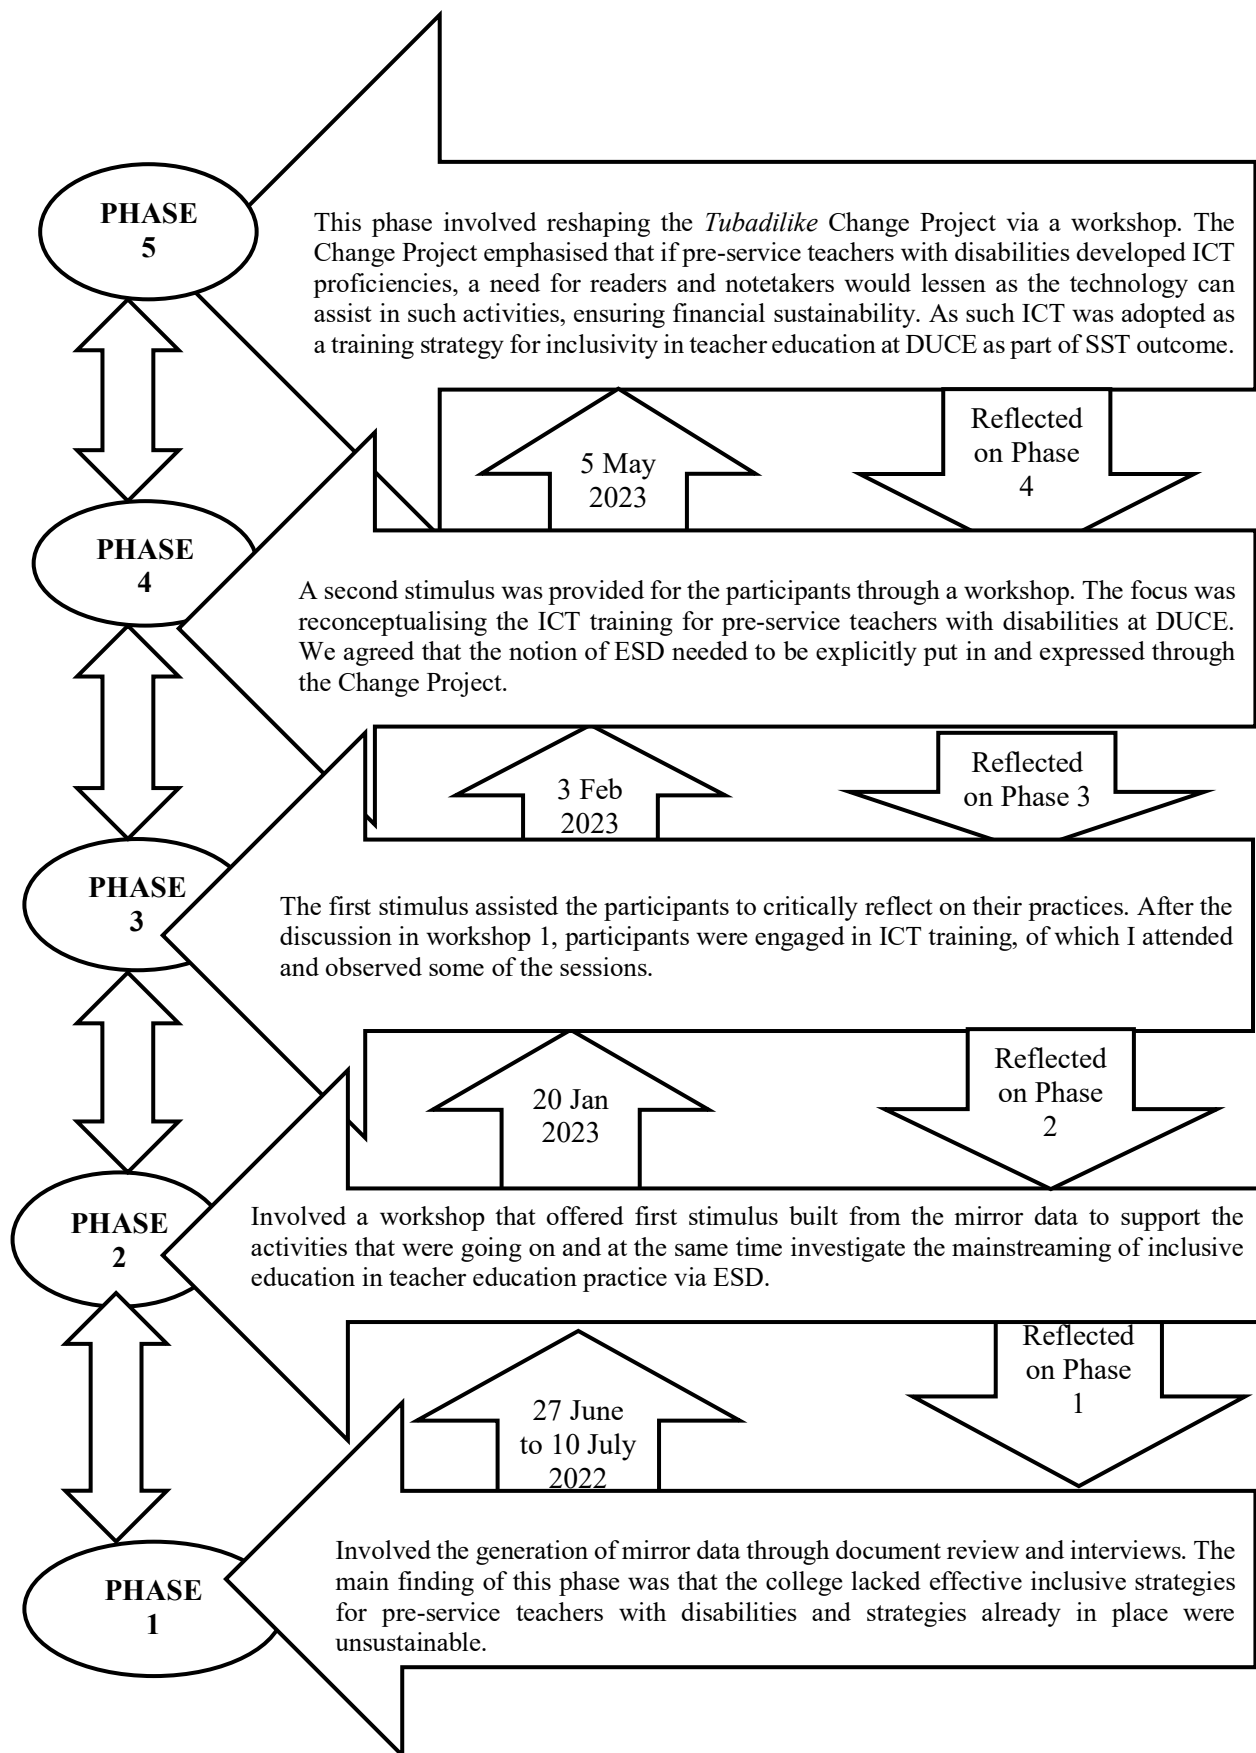 PHASE
5
This phase involved reshaping the Tubadilike Change Project via a workshop. The
Change Project emphasised that if pre-service teachers with disabilities developed ICT
proficiencies, a need for readers and notetakers would lessen as the technology can
assist in such activities, ensuring financial sustainability. As such ICT was adopted as
a training strategy for inclusivity in teacher education at DUCE as part of SST outcome.
5 May
2023
Reflected
on Phase
4
PHASE
4
A second stimulus was provided for the participants through a workshop. The focus was
reconceptualising the ICT training for pre-service teachers with disabilities at DUCE.
We agreed that the notion of ESD needed to be explicitly put in and expressed through
the Change Project.
3 Feb
2023
Reflected
on Phase 3
PHASE
3
The first stimulus assisted the participants to critically reflect on their practices. After the
discussion in workshop 1, participants were engaged in ICT training, of which I attended
and observed some of the sessions.
20 Jan
2023
Reflected
on Phase
2
PHASE
2
Involved a workshop that offered first stimulus built from the mirror data to support the
activities that were going on and at the same time investigate the mainstreaming of inclusive
education in teacher education practice via ESD.
27 June
to 10 July
2022
Reflected
on Phase
1
PHASE
1
Involved the generation of mirror data through document review and interviews. The
main finding of this phase was that the college lacked effective inclusive strategies
for pre-service teachers with disabilities and strategies already in place were
unsustainable.